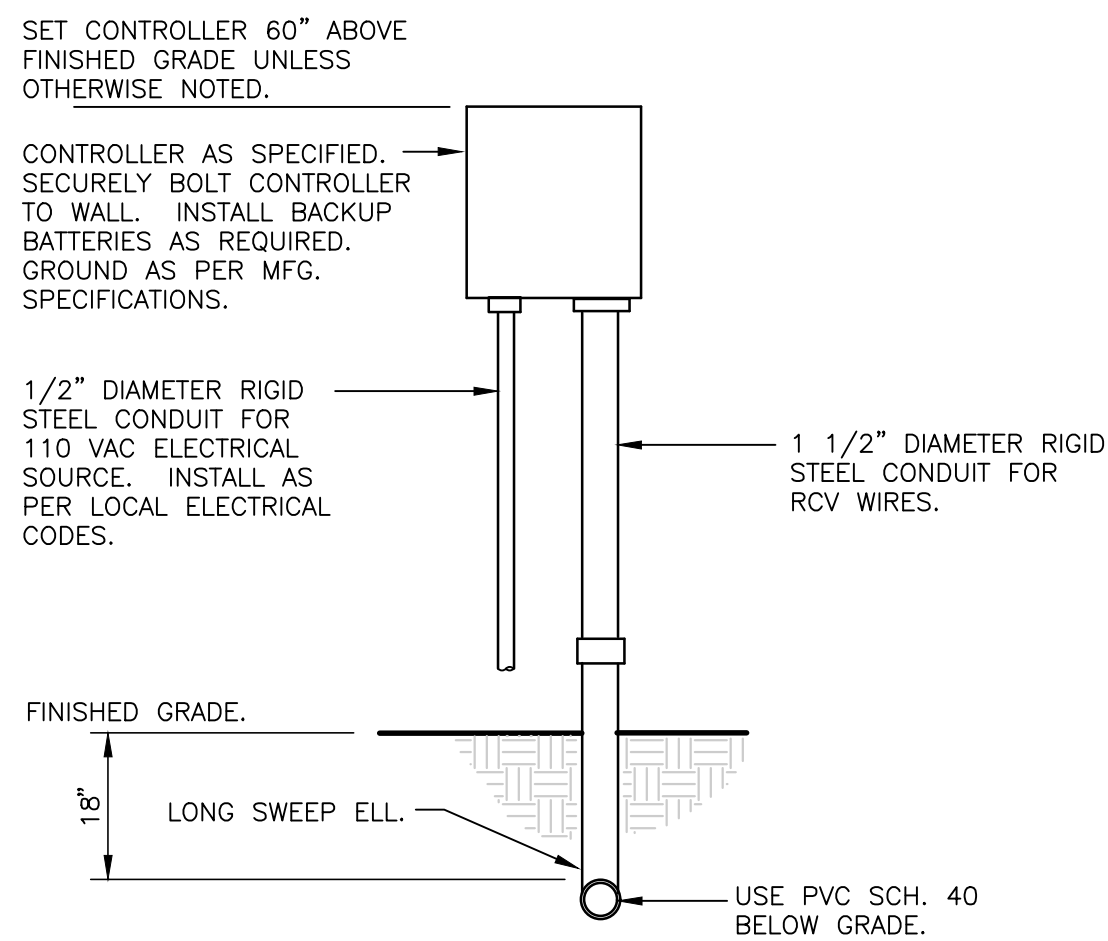 SET CONTROLLER 60” ABOVE
FINISHED GRADE UNLESS
OTHERWISE NOTED.
CONTROLLER AS SPECIFIED.
SECURELY BOLT CONTROLLER
TO WALL. INSTALL BACKUP
BATTERIES AS REQUIRED.
GROUND AS PER MFG.
SPECIFICATIONS.
1/2” DIAMETER RIGID
STEEL CONDUIT FOR
110 VAC ELECTRICAL
SOURCE. INSTALL AS
PER LOCAL ELECTRICAL
CODES.
1 1/2” DIAMETER RIGID
STEEL CONDUIT FOR
RCV WIRES.
FINISHED GRADE.
18”
LONG SWEEP ELL.
USE PVC SCH. 40
BELOW GRADE.